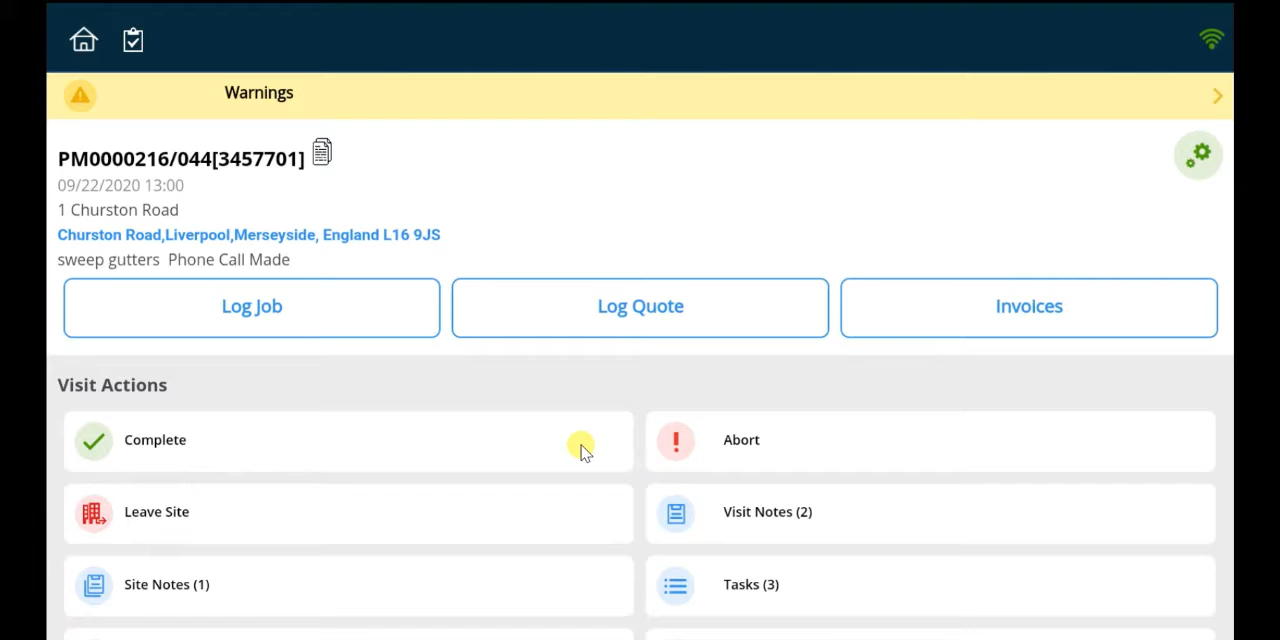 Warnings
PM0000216/044[3457701]
09/22/2020 13:00
1 Churston Road
Churston Road,Liverpool,Merseyside, England L16 9JS
sweep gutters  Phone Call Made
Log Job
Log Quote
Invoices
Visit Actions
Complete
Abort
Leave Site
Visit Notes (2)
Site Notes (1)
Tasks (3)